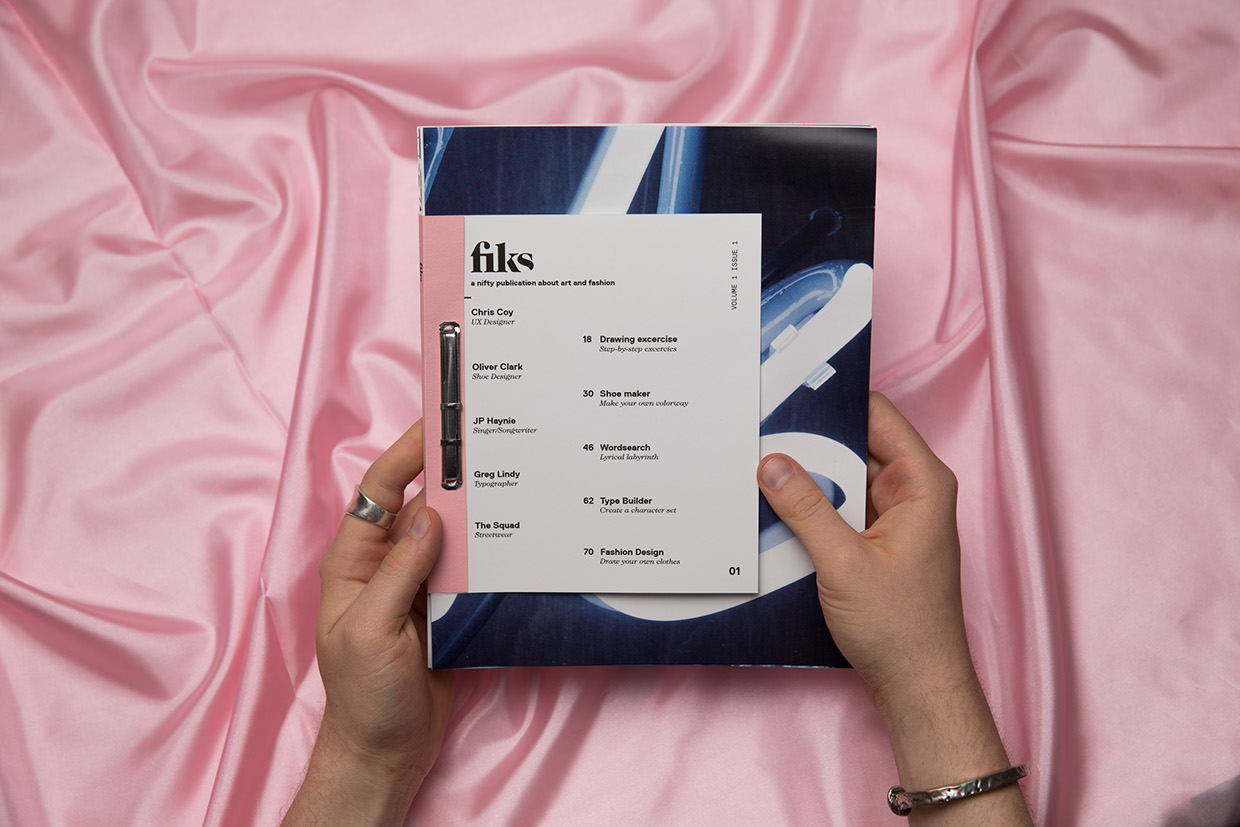 fiks
a nifty publication about art and fashion
VOLUME 1 ISSUE 1
Chris Coy
UX Designer
18 Drawing excercise
Step-by-step excercies
Oliver Clark
Shoe Designer
30 Shoe maker
Make your own colorway
JP Haynie
Singer/Songwriter
46 Wordsearch
Lyrical labyrinth
Greg Lindy
Typographer
62 Type Builder
Create a character set
The Squad
Streetwear
70 Fashion Design
Draw your own clothes
01
fiks